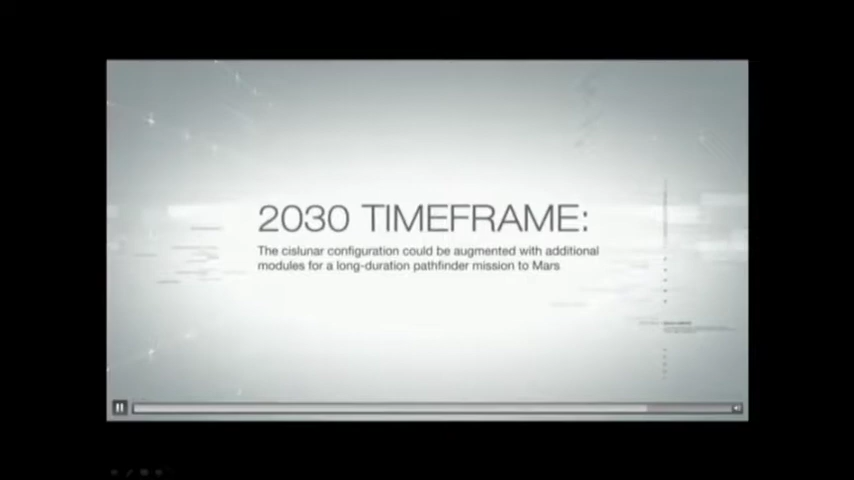 2030 TIMEFRAME:
The cislunar configuration could be augmented with additional
modules for a long-duration pathfinder mission to Mars